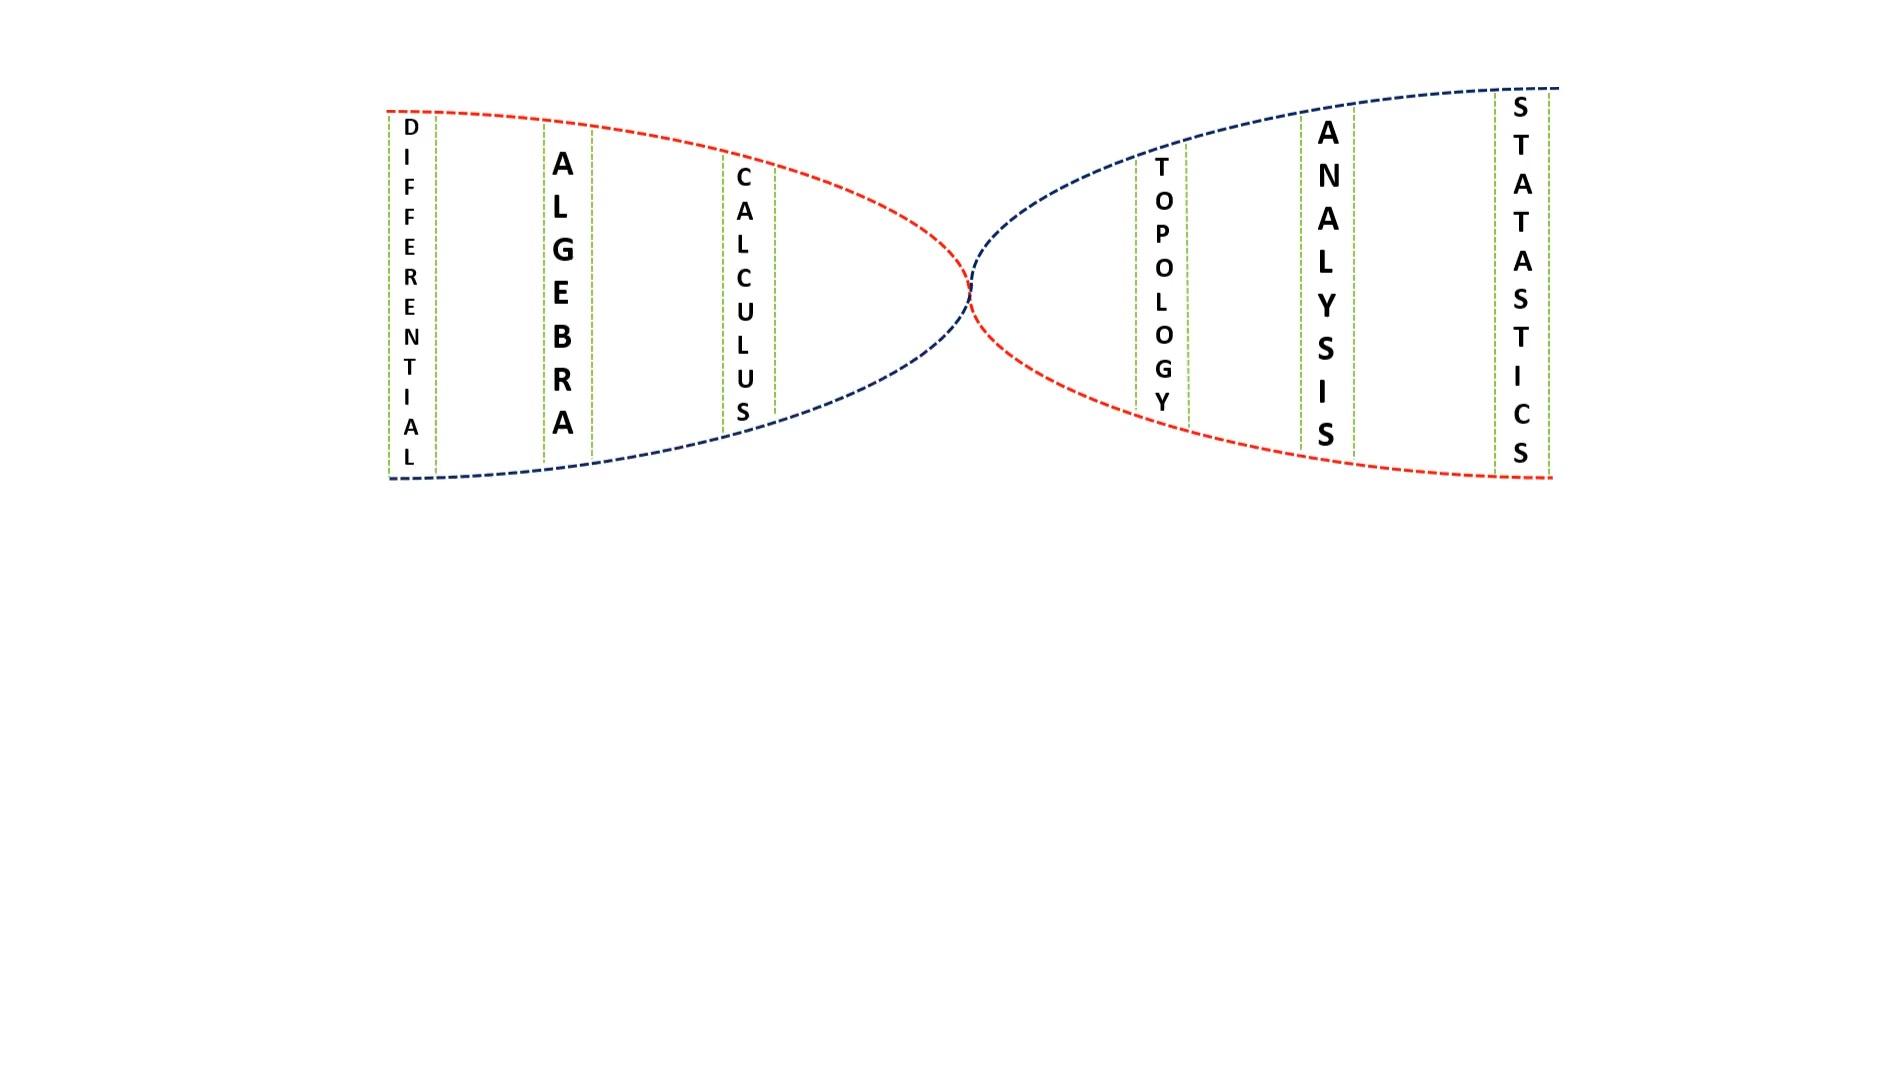 DIFFERENTIAL
ALGEBRA
CALCULUS
TOPOLOGY
ANALYSIS
STATASTICS